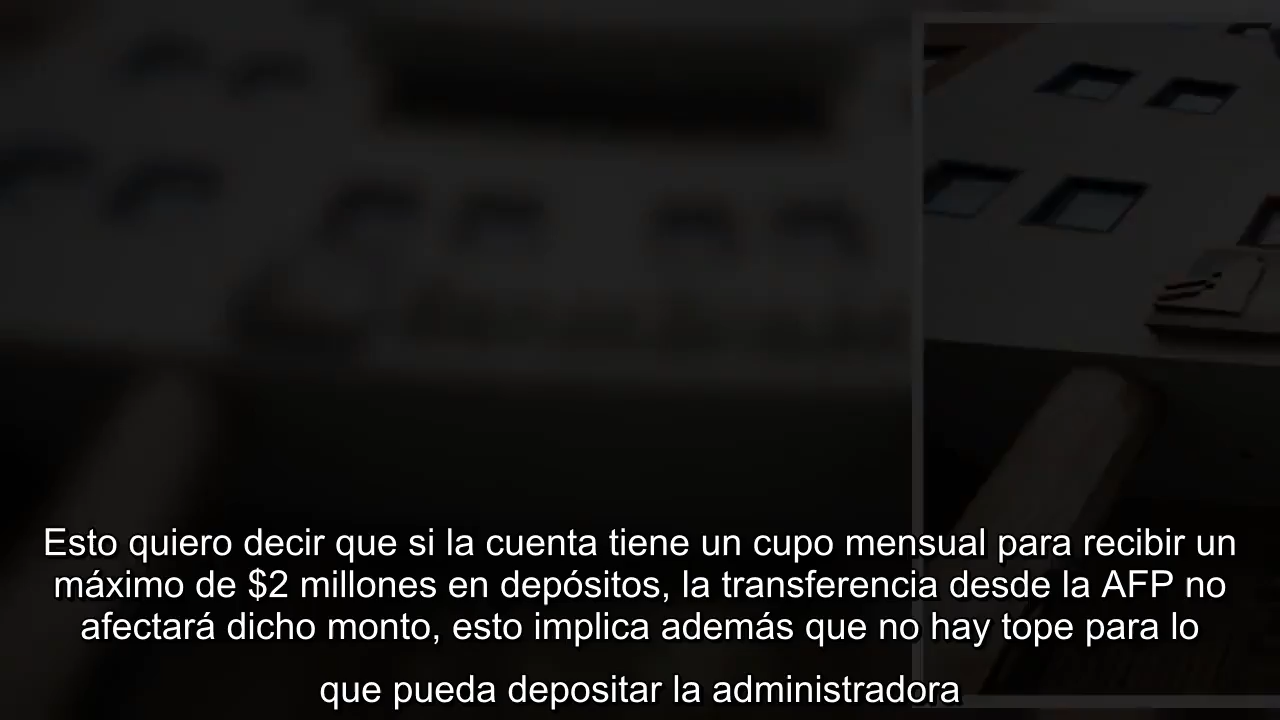 Esto quiero decir que si la cuenta tiene un cupo mensual para recibir un
máximo de $2 millones en depósitos, la transferencia desde la AFP no
afectará dicho monto, esto implica además que no hay tope para lo
que pueda depositar la administradora